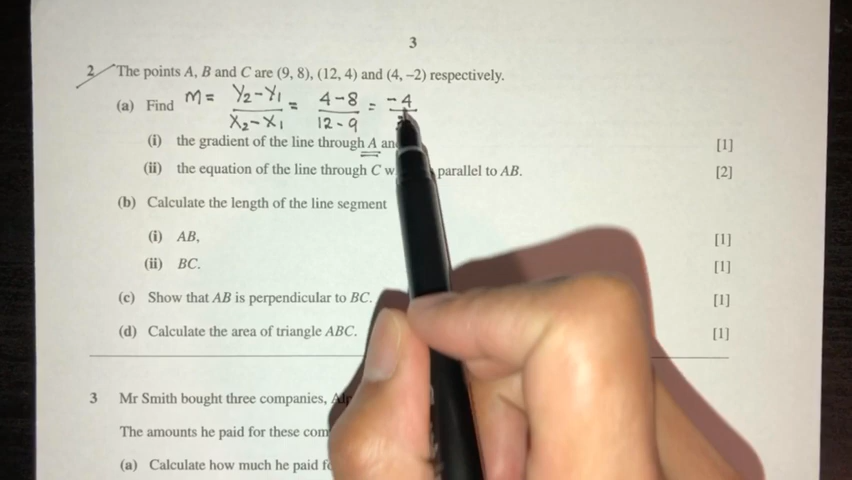 3
2 The points A, B and C are (9, 8), (12, 4) and (4, −2) respectively.
(a) Find M = Y2 − Y1 / X2 − X1 = 4 − 8 / 12 − 9 = −4
(i) the gradient of the line through A [1]
(ii) the equation of the line through C parallel to AB. [2]
(b) Calculate the length of the line segment
(i) AB, [1]
(ii) BC. [1]
(c) Show that AB is perpendicular to BC. [1]
(d) Calculate the area of triangle ABC. [1]
3 Mr Smith bought three companies,
The amounts he paid for these
(a) Calculate how much he paid